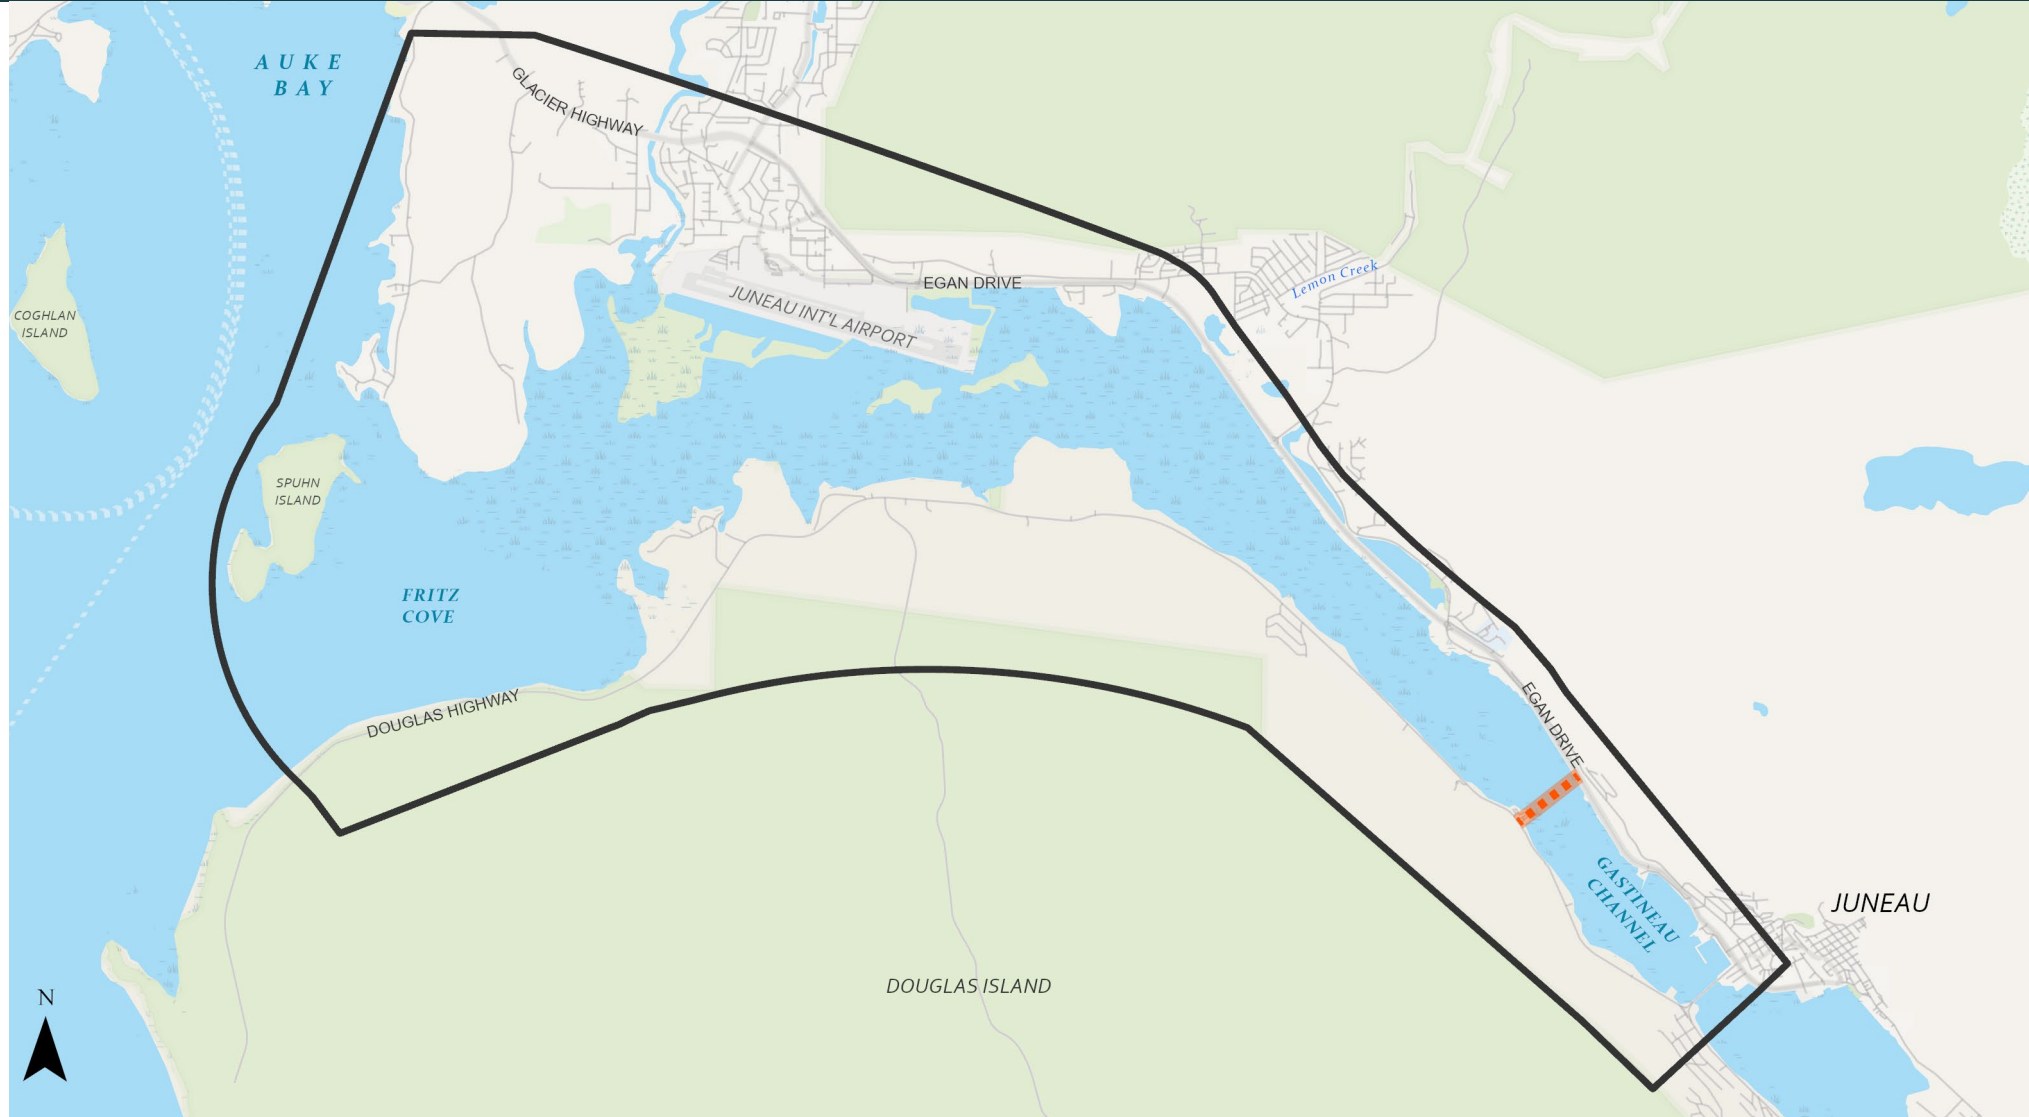 AUKE
BAY
GLACIER HIGHWAY
EGAN DRIVE
Lemon Creek
JUNEAU INT'L AIRPORT
COGHLAN
ISLAND
SPUHN
ISLAND
FRITZ
COVE
DOUGLAS HIGHWAY
EGAN DRIVE
GASTINEAU
CHANNEL
JUNEAU
DOUGLAS ISLAND
N